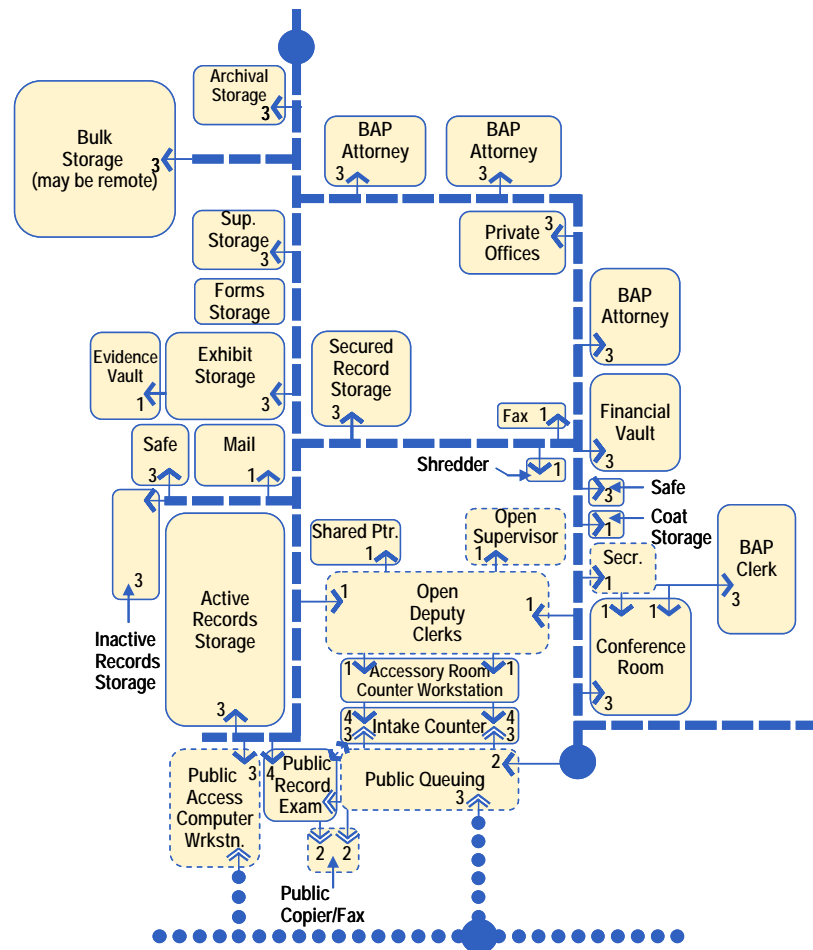 Archival
Storage
3
Bulk
Storage
(may be remote)
3
BAP
Attorney
3
BAP
Attorney
3
Sup.
Storage
3
Private
Offices
3
Forms
Storage
BAP
Attorney
3
Evidence
Vault
1
Exhibit
Storage
3
Secured
Record
Storage
3
Fax
1
Financial
Vault
3
Safe
3
Mail
1
Shredder
1
3
Safe
1
Coat
Storage
3
Inactive
Records
Storage
Active
Records
Storage
3
Shared Ptr.
1
Open
Supervisor
1
Secr.
1
BAP
Clerk
3
1
Open
Deputy
Clerks
1
1
1
Conference
Room
3
1
Accessory Room
Counter Workstation
1
4
3
Intake Counter
4
3
Public
Access
Computer
Wrkstn.
3
4
Public
Record
Exam
Public Queuing
2
3
2
2
Public
Copier/Fax